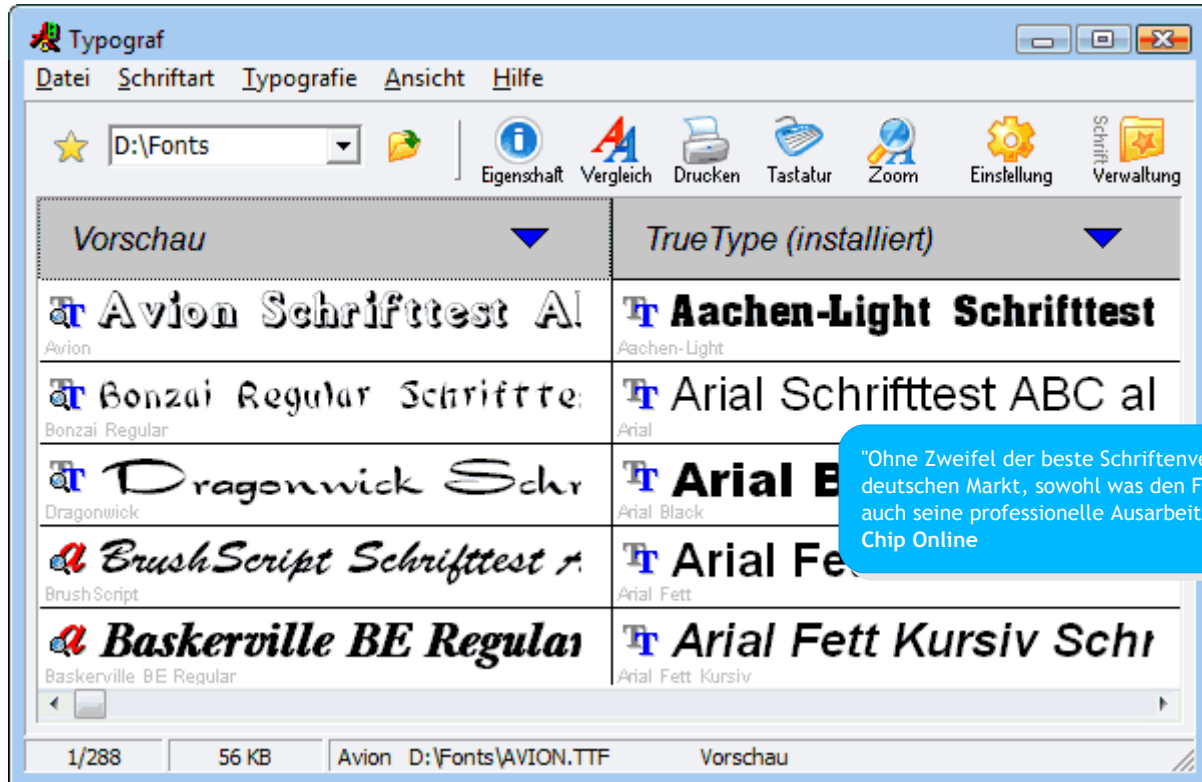 Typograf
Datei Schriftart Typografie Ansicht Hilfe
D:\Fonts
Eigenschaft Vergleich Drucken Tastatur Zoom Einstellung Schrift Verwaltung
Vorschau TrueType (installiert)
Avion Schrifttest
Avion
Aachen-Light Schrifttest
Aachen-Light
Bonzai Regular
Bonzai Regular
Arial Schrifttest ABC
Arial
Dragonwick
Dragonwick
Arial
Arial Black
BrushScript Schrifttest
BrushScript
Arial
Arial Fett
Baskerville BE Regular
Baskerville BE Regular
Arial Fett Kursiv
Arial Fett Kursiv
"Ohne Zweifel der beste
deutschen Markt, sowohl was den
auch seine professionelle
Chip Online
1/288 56 KB Avion D:\Fonts\AVION.TTF Vorschau